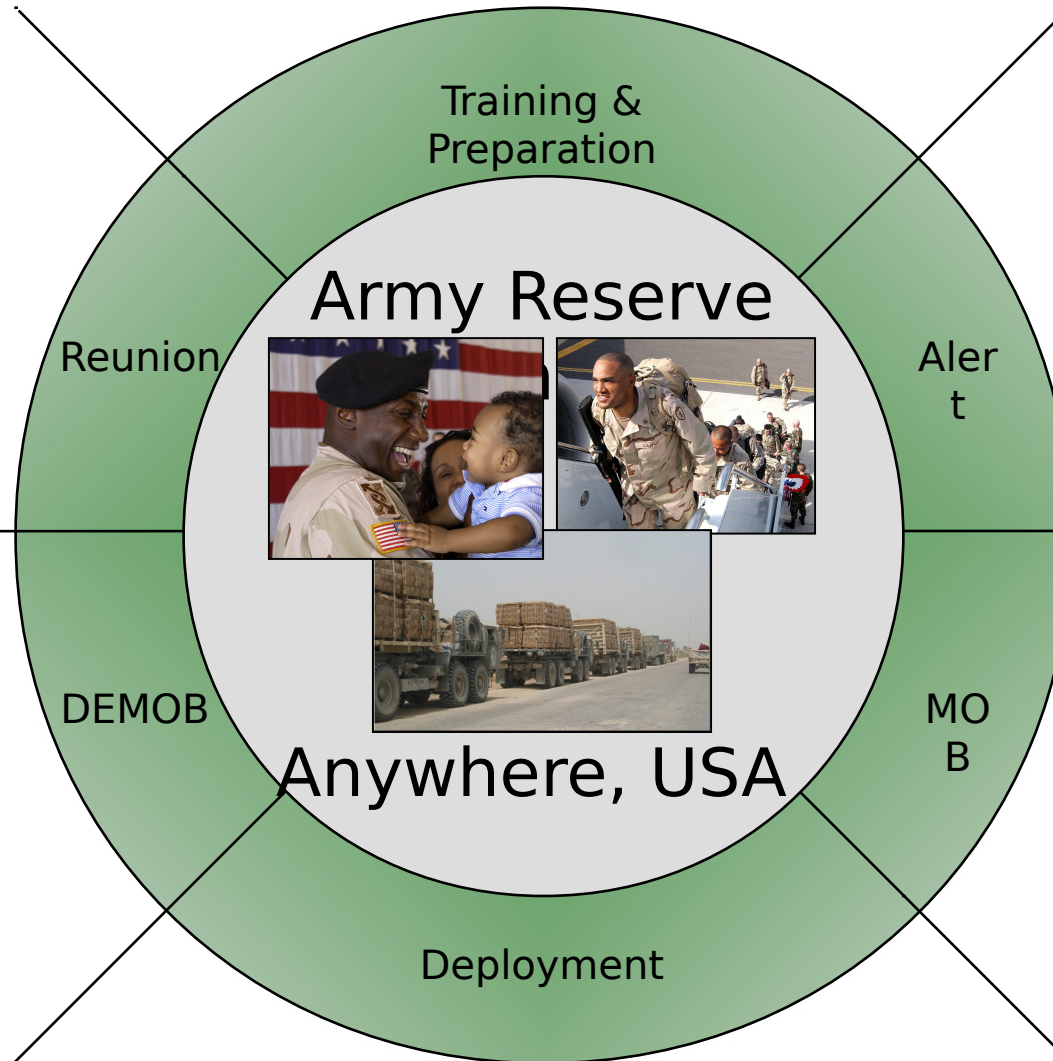 Training &
Preparation
Army Reserve
Reunion
Aler
t
DEMOB
MO
B
Anywhere, USA
Deployment